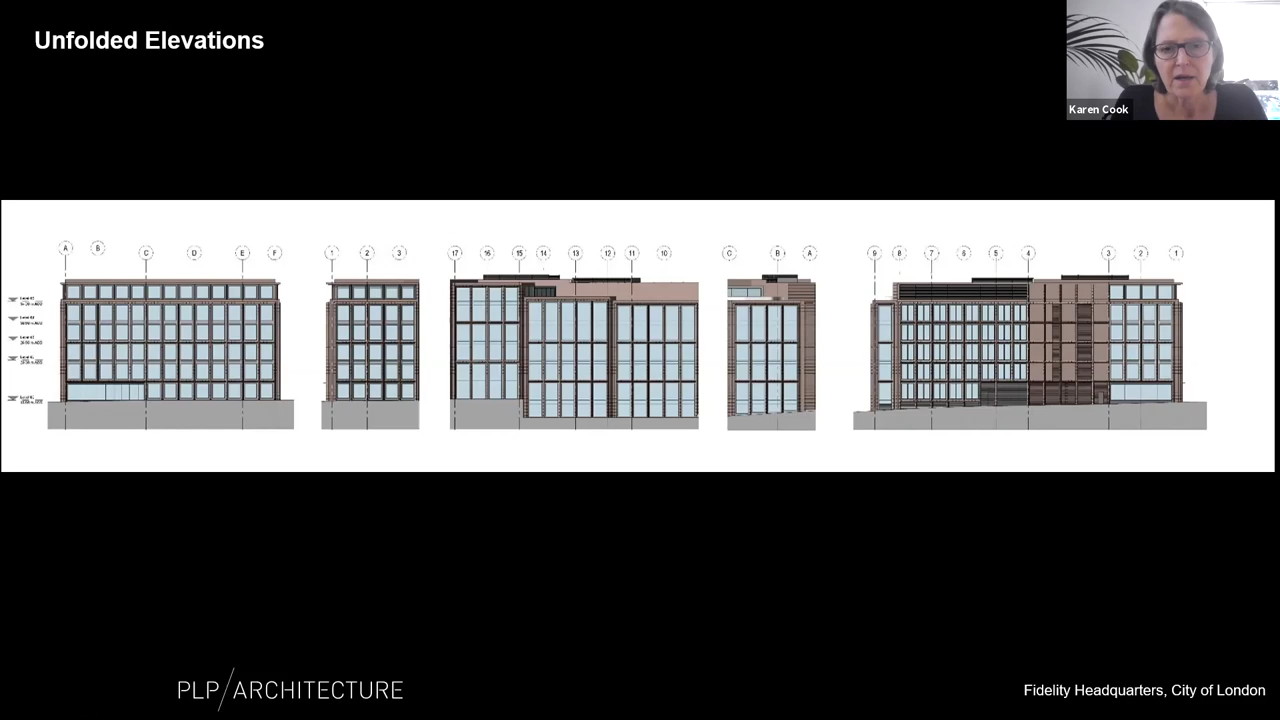 Unfolded Elevations
Karen Cook
A B C D E F 1 2 3 17 16 15 14 13 12 11 10 C B A 9 8 7 6 5 4 3 2 1
PLP/ARCHITECTURE
Fidelity Headquarters, City of London